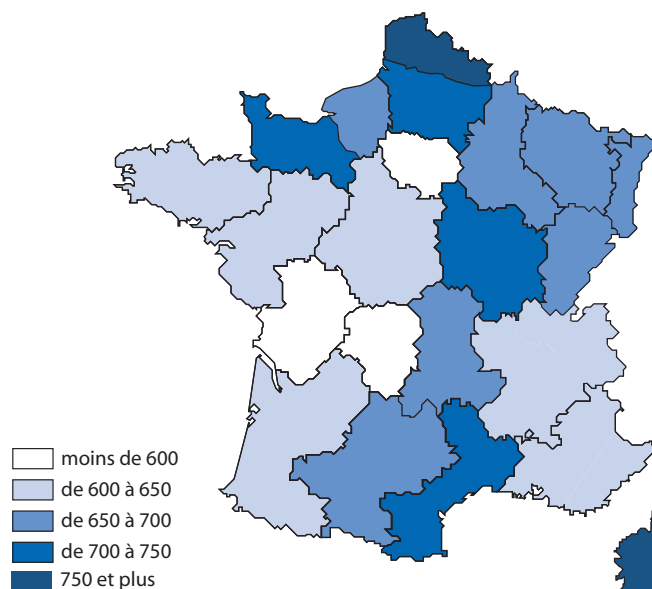 moins de 600
de 600 à 650
de 650 à 700
de 700 à 750
750 et plus